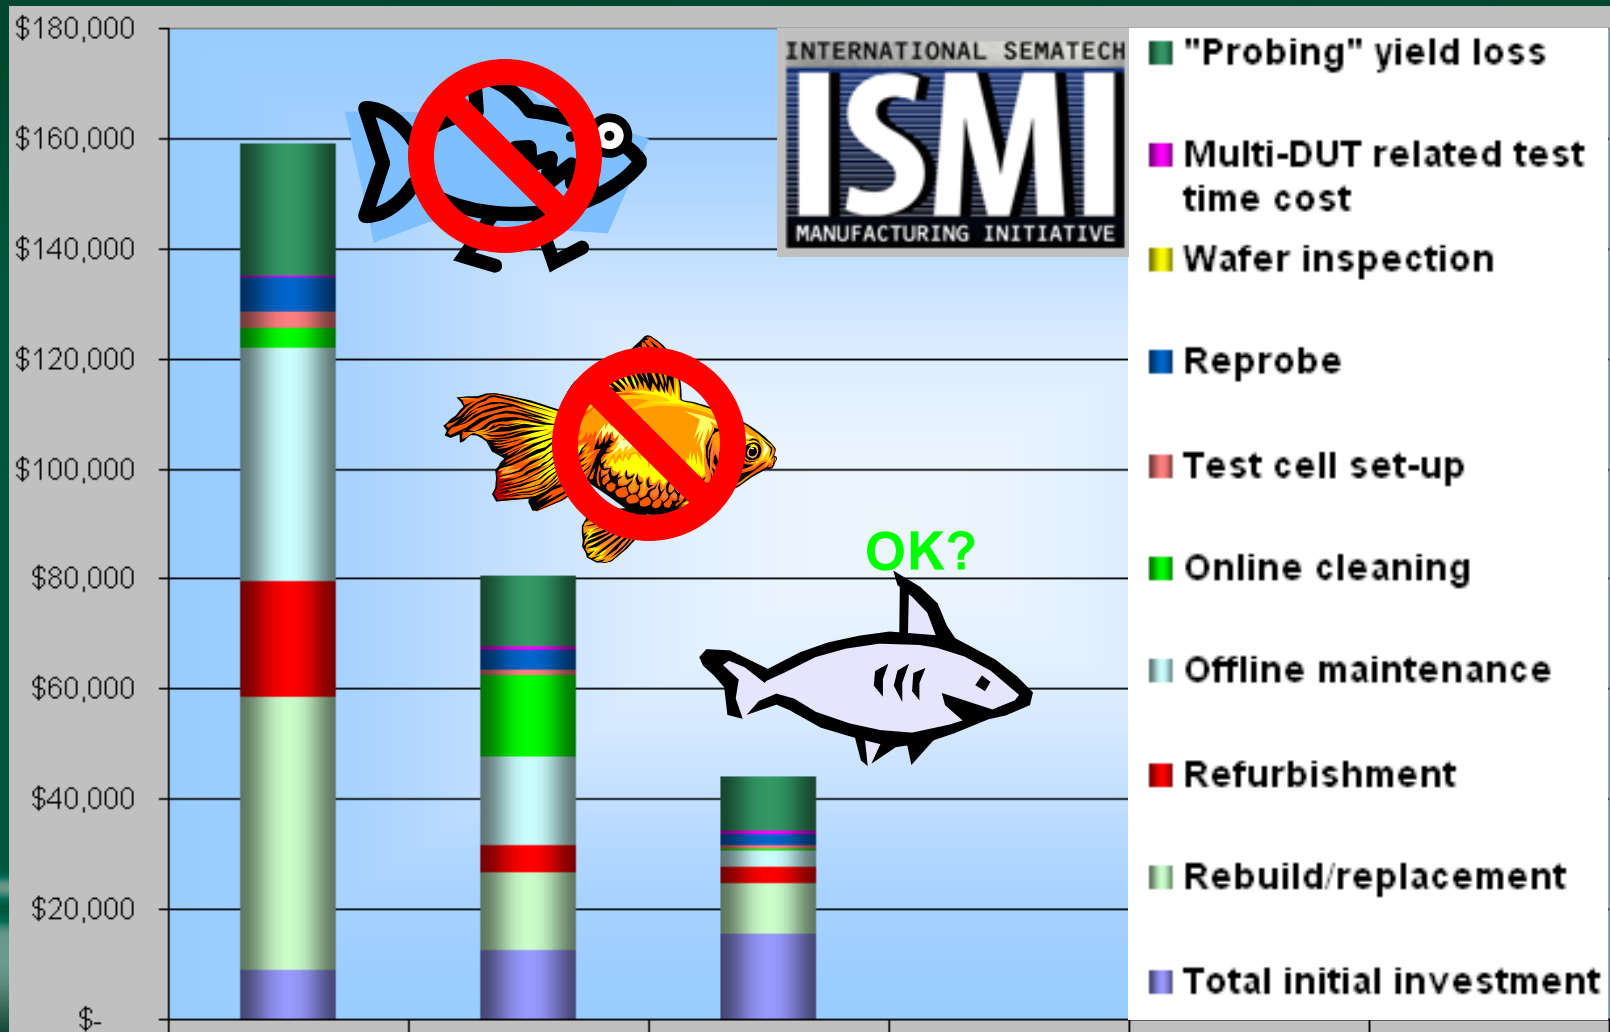 $180,000
$160,000
$140,000
$120,000
$100,000
$80,000
$60,000
$40,000
$20,000
$-
INTERNATIONAL SEMATECH
ISMI
MANUFACTURING INITIATIVE
OK?
"Probing" yield loss
Multi-DUT related test
time cost
Wafer inspection
Reprobe
Test cell set-up
Online cleaning
Offline maintenance
Refurbishment
Rebuild/replacement
Total initial investment